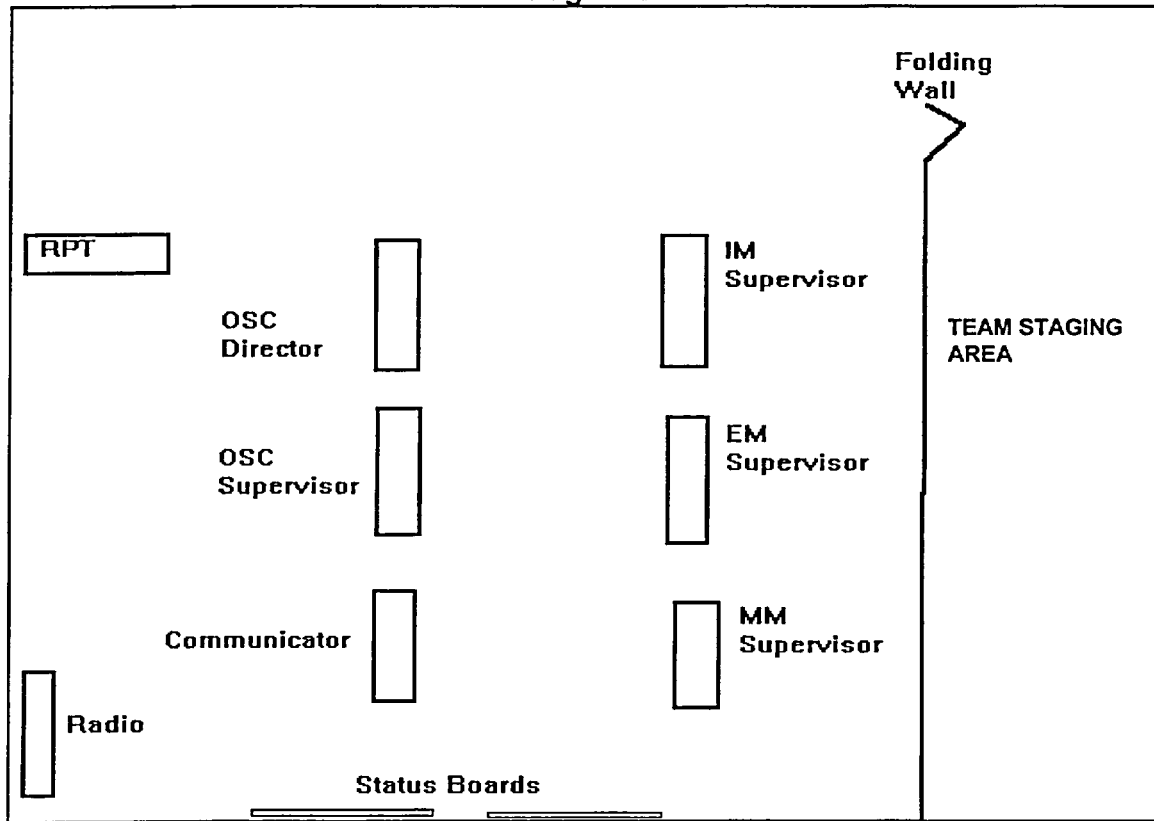 Folding
Wall
RPT
IM
Supervisor
OSC
Director
TEAM STAGING
AREA
EM
Supervisor
OSC
Supervisor
MM
Supervisor
Communicator
Radio
Status Boards